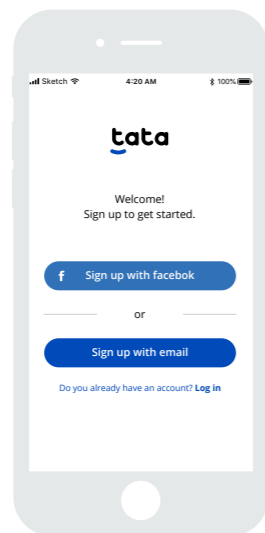 Sketch 4:20 AM 100%
tata
Welcome!
Sign up to get started.
f Sign up with facebok
or
Sign up with email
Do you already have an account? Log in